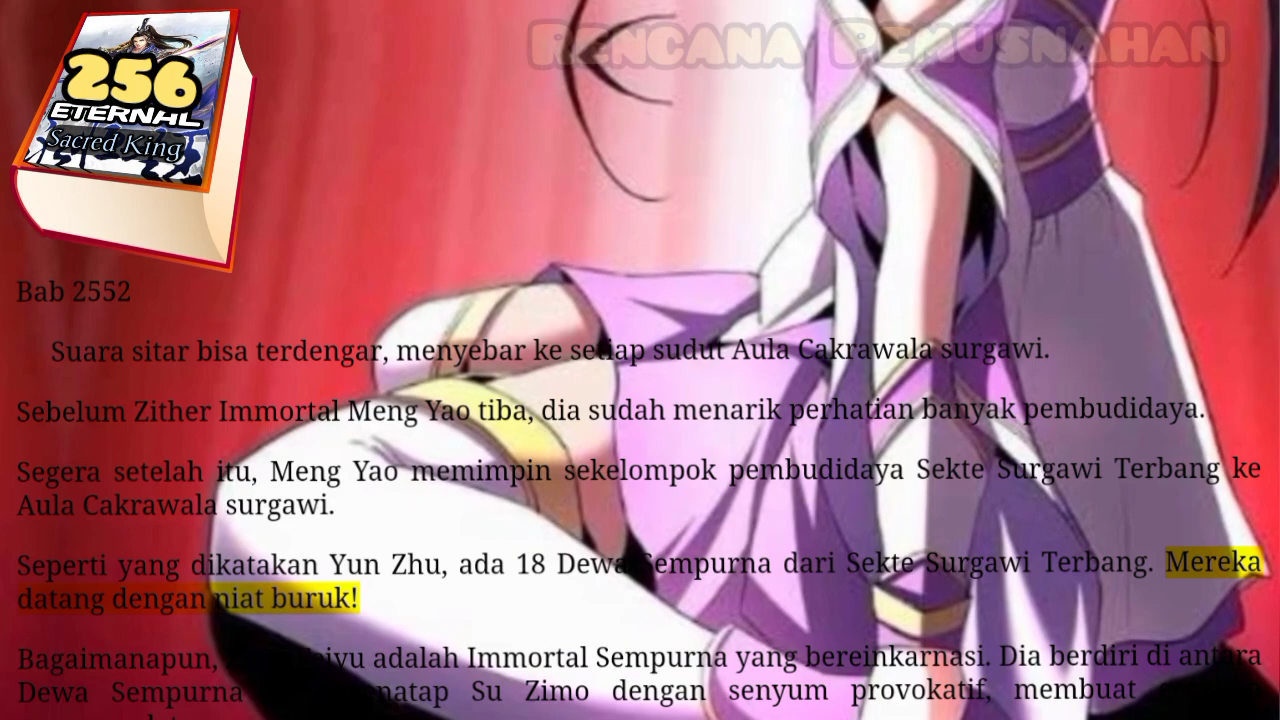 RENCANA PEMUSNAHAN
256
ETERNAL
Sacred King
Bab 2552
Suara sitar bisa terdengar, menyebar ke setiap sudut Aula Cakrawala surgawi.
Sebelum Zither Immortal Meng Yao tiba, dia sudah menarik perhatian banyak pembudidaya.
Segera setelah itu, Meng Yao memimpin sekelompok pembudidaya Sekte Surgawi Terbang ke
Aula Cakrawala surgawi.
Seperti yang dikatakan Yun Zhu, ada 18 Dewa Sempurna dari Sekte Surgawi Terbang. Mereka
datang dengan niat buruk!
Bagaimanapun, adalah Immortal Sempurna yang bereinkarnasi. Dia berdiri di antara
Dewa Sempurna Su Zimo dengan senyum provokatif, membuat